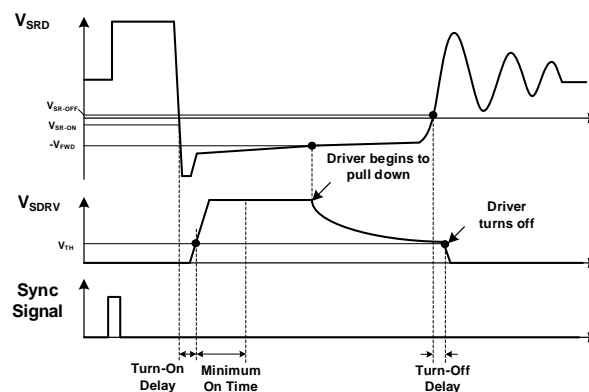 VSRD
VSR-OFF
VSR-ON
-VFWD
Driver begins to
pull down
VSDRV
Driver
turns off
VTH
Sync
Signal
Turn-On
Delay
Minimum
On Time
Turn-Off
Delay